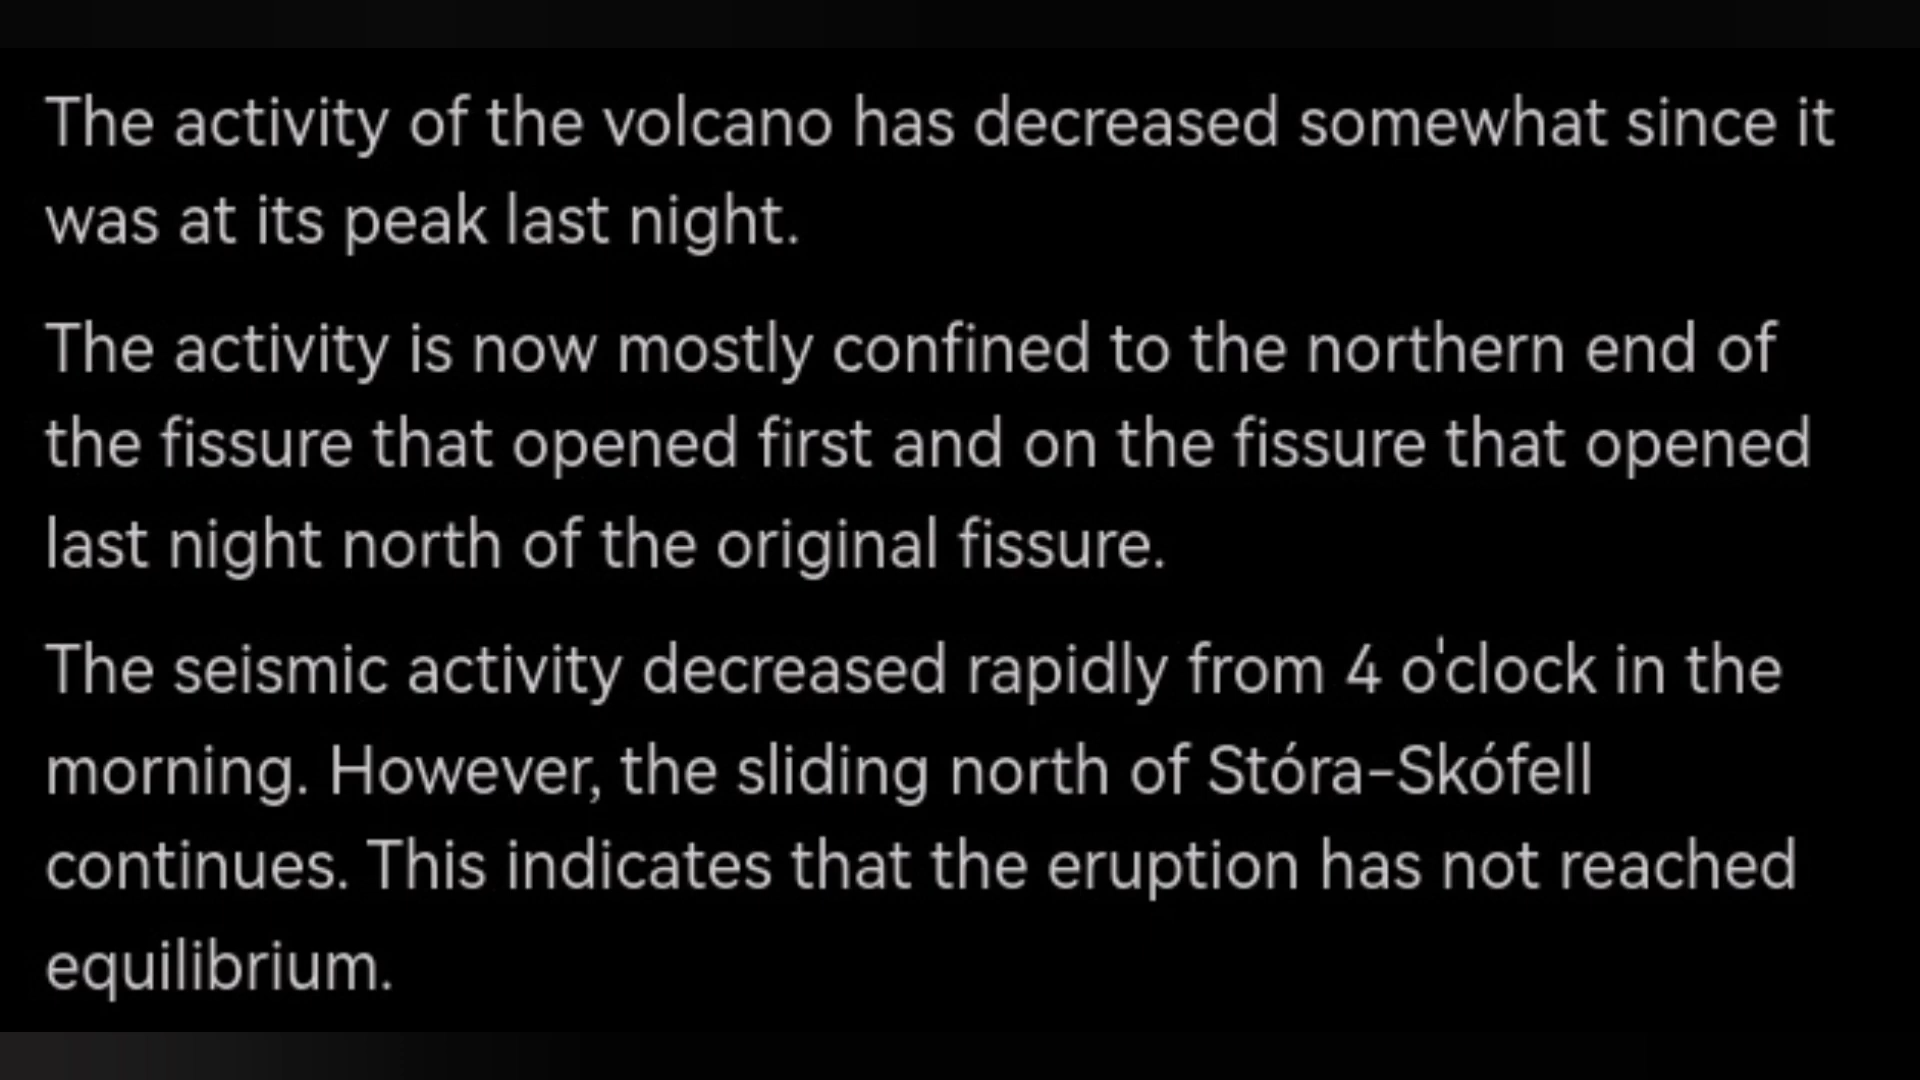 The activity of the volcano has decreased somewhat since it
was at its peak last night.
The activity is now mostly confined to the northern end of
the fissure that opened first and on the fissure that opened
last night north of the original fissure.
The seismic activity decreased rapidly from 4 o'clock in the
morning. However, the sliding north of Stóra-Skófell
continues. This indicates that the eruption has not reached
equilibrium.